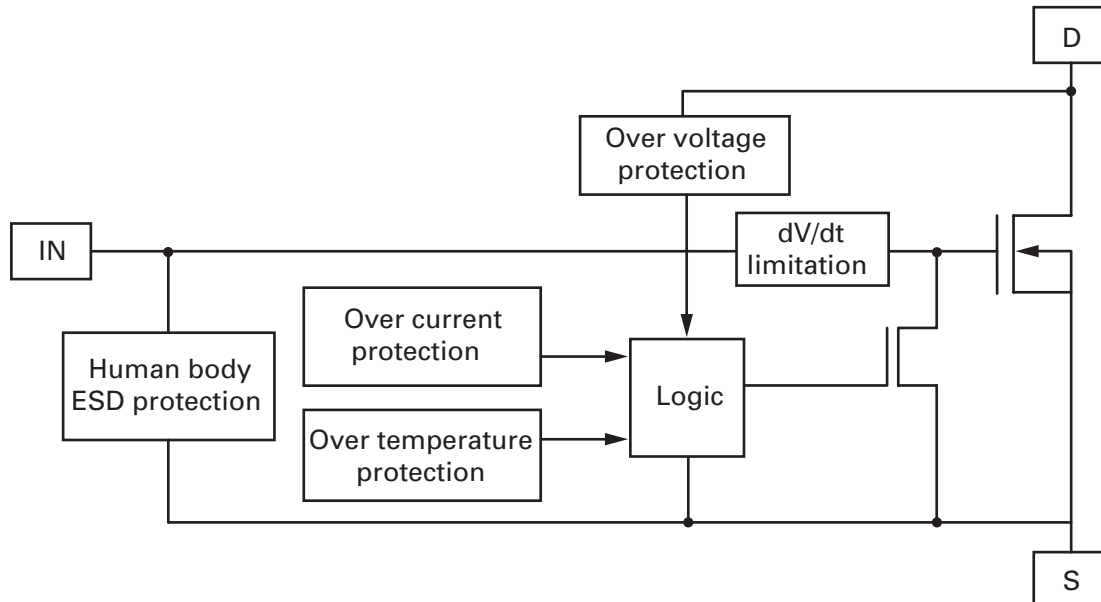 D
Over voltage
protection
IN
dV/dt
limitation
Over current
protection
Human body
ESD protection
Logic
Over temperature
protection
S